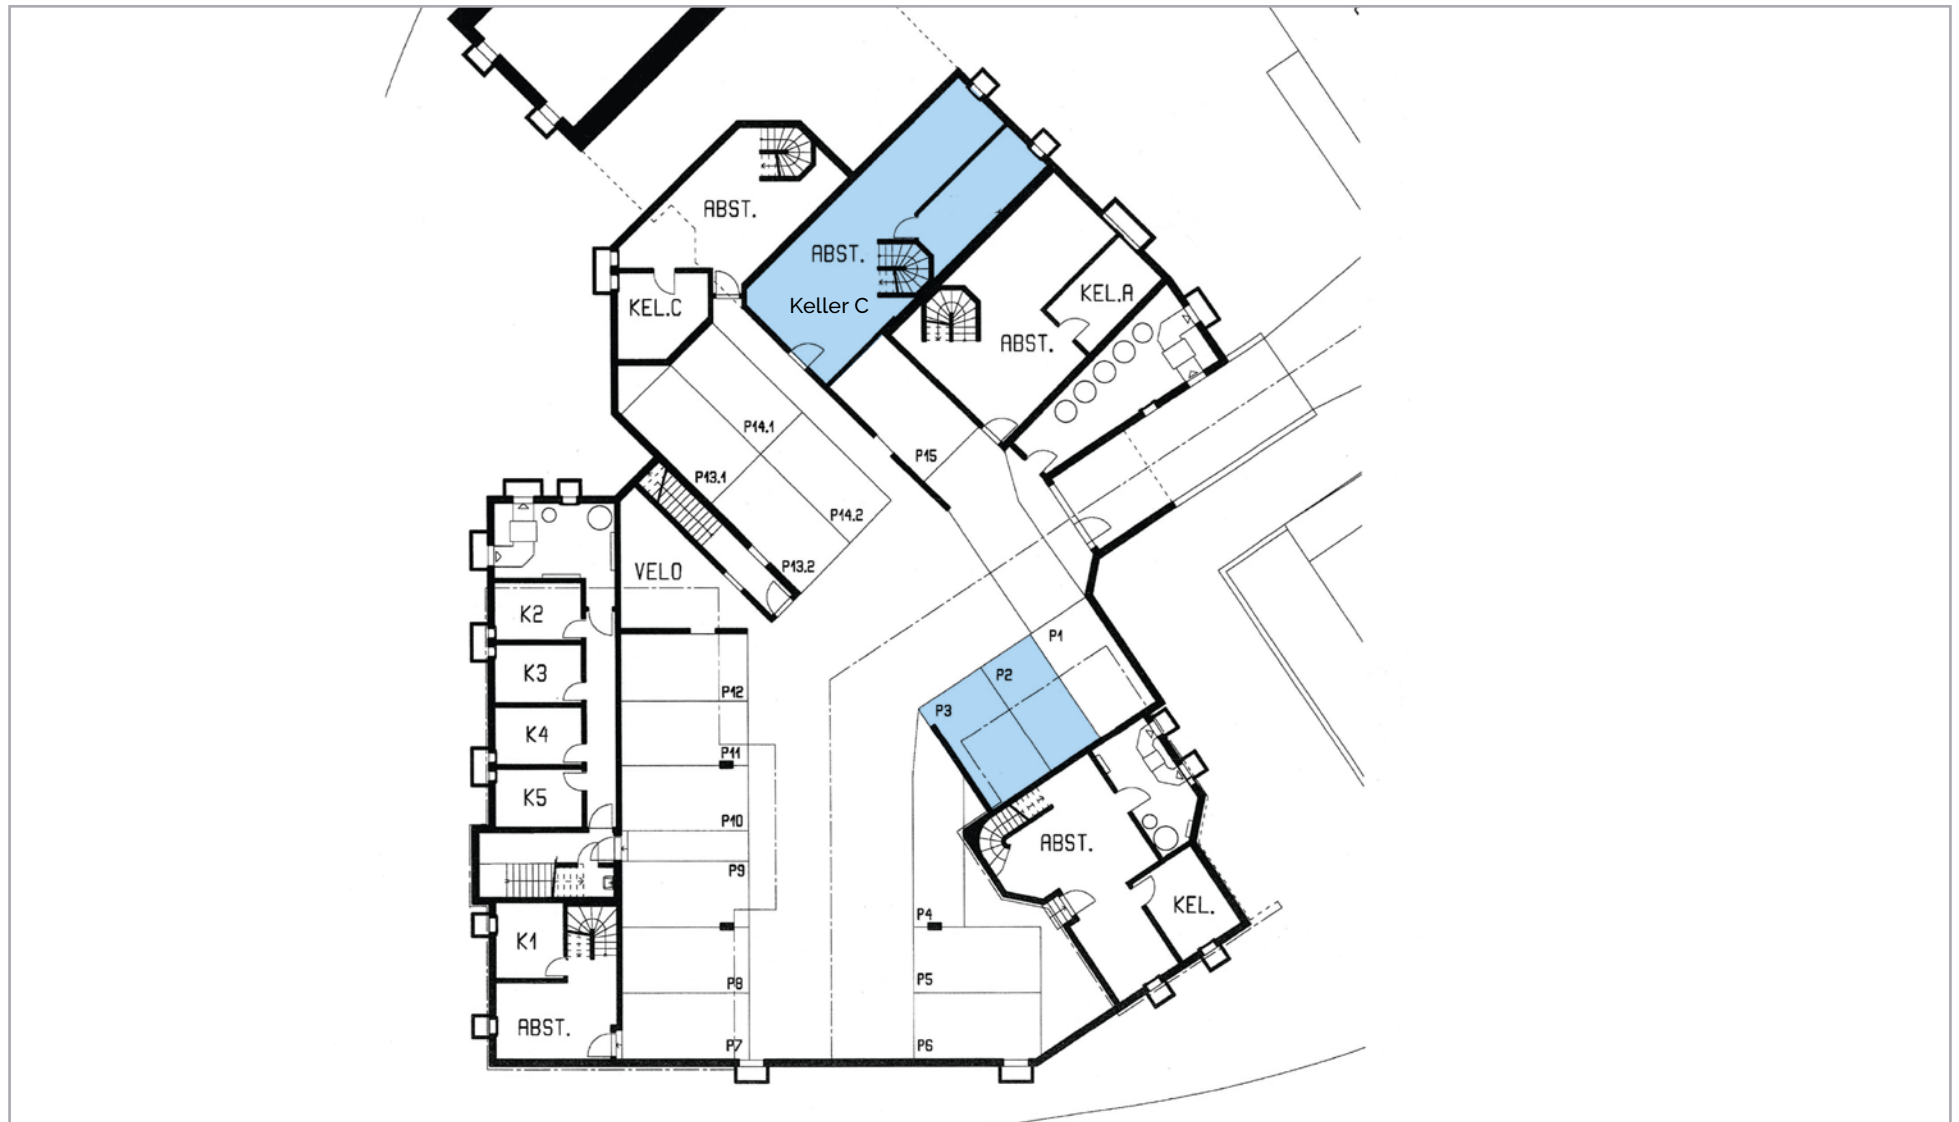 ABST.
ABST.
Keller C
KEL.C
KEL.A
ABST.
P14.1
P15
P13.1
P14.2
P13.2
VELO
K2
P1
K3
P2
P12
P3
K4
P11
K5
P10
ABST.
P9
KEL.
P4
K1
P8
P5
ABST.
P7
P6